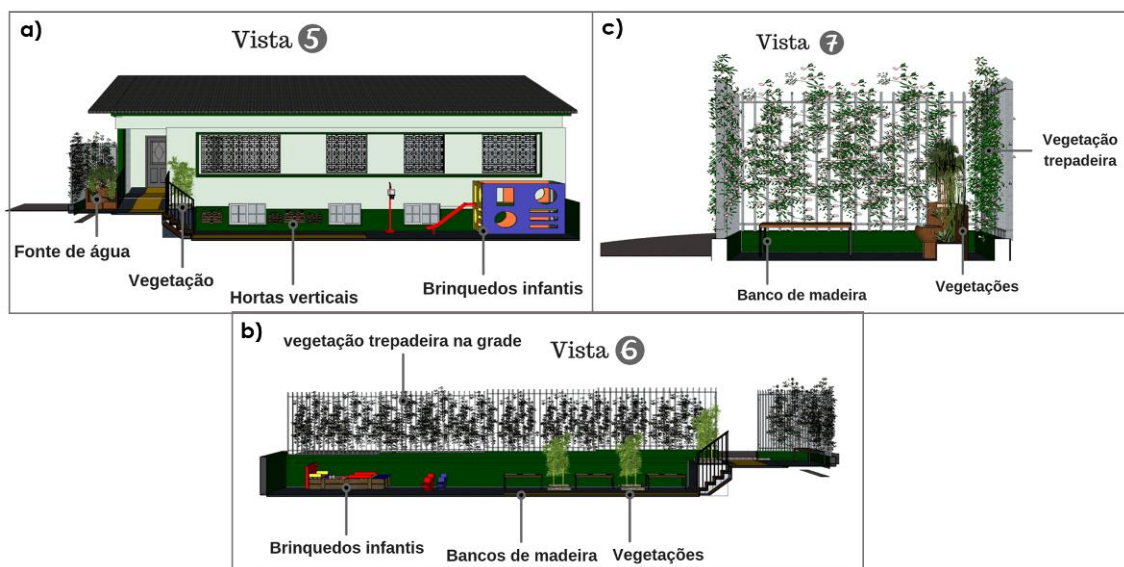 a)
Vista 5
Fonte de água
Vegetação
Hortas verticais
Brinquedos infantis
c)
Vista 7
Vegetação
trepadeira
Banco de madeira
Vegetações
b)
vegetação trepadeira na grade
Vista 6
Brinquedos infantis
Bancos de madeira
Vegetações